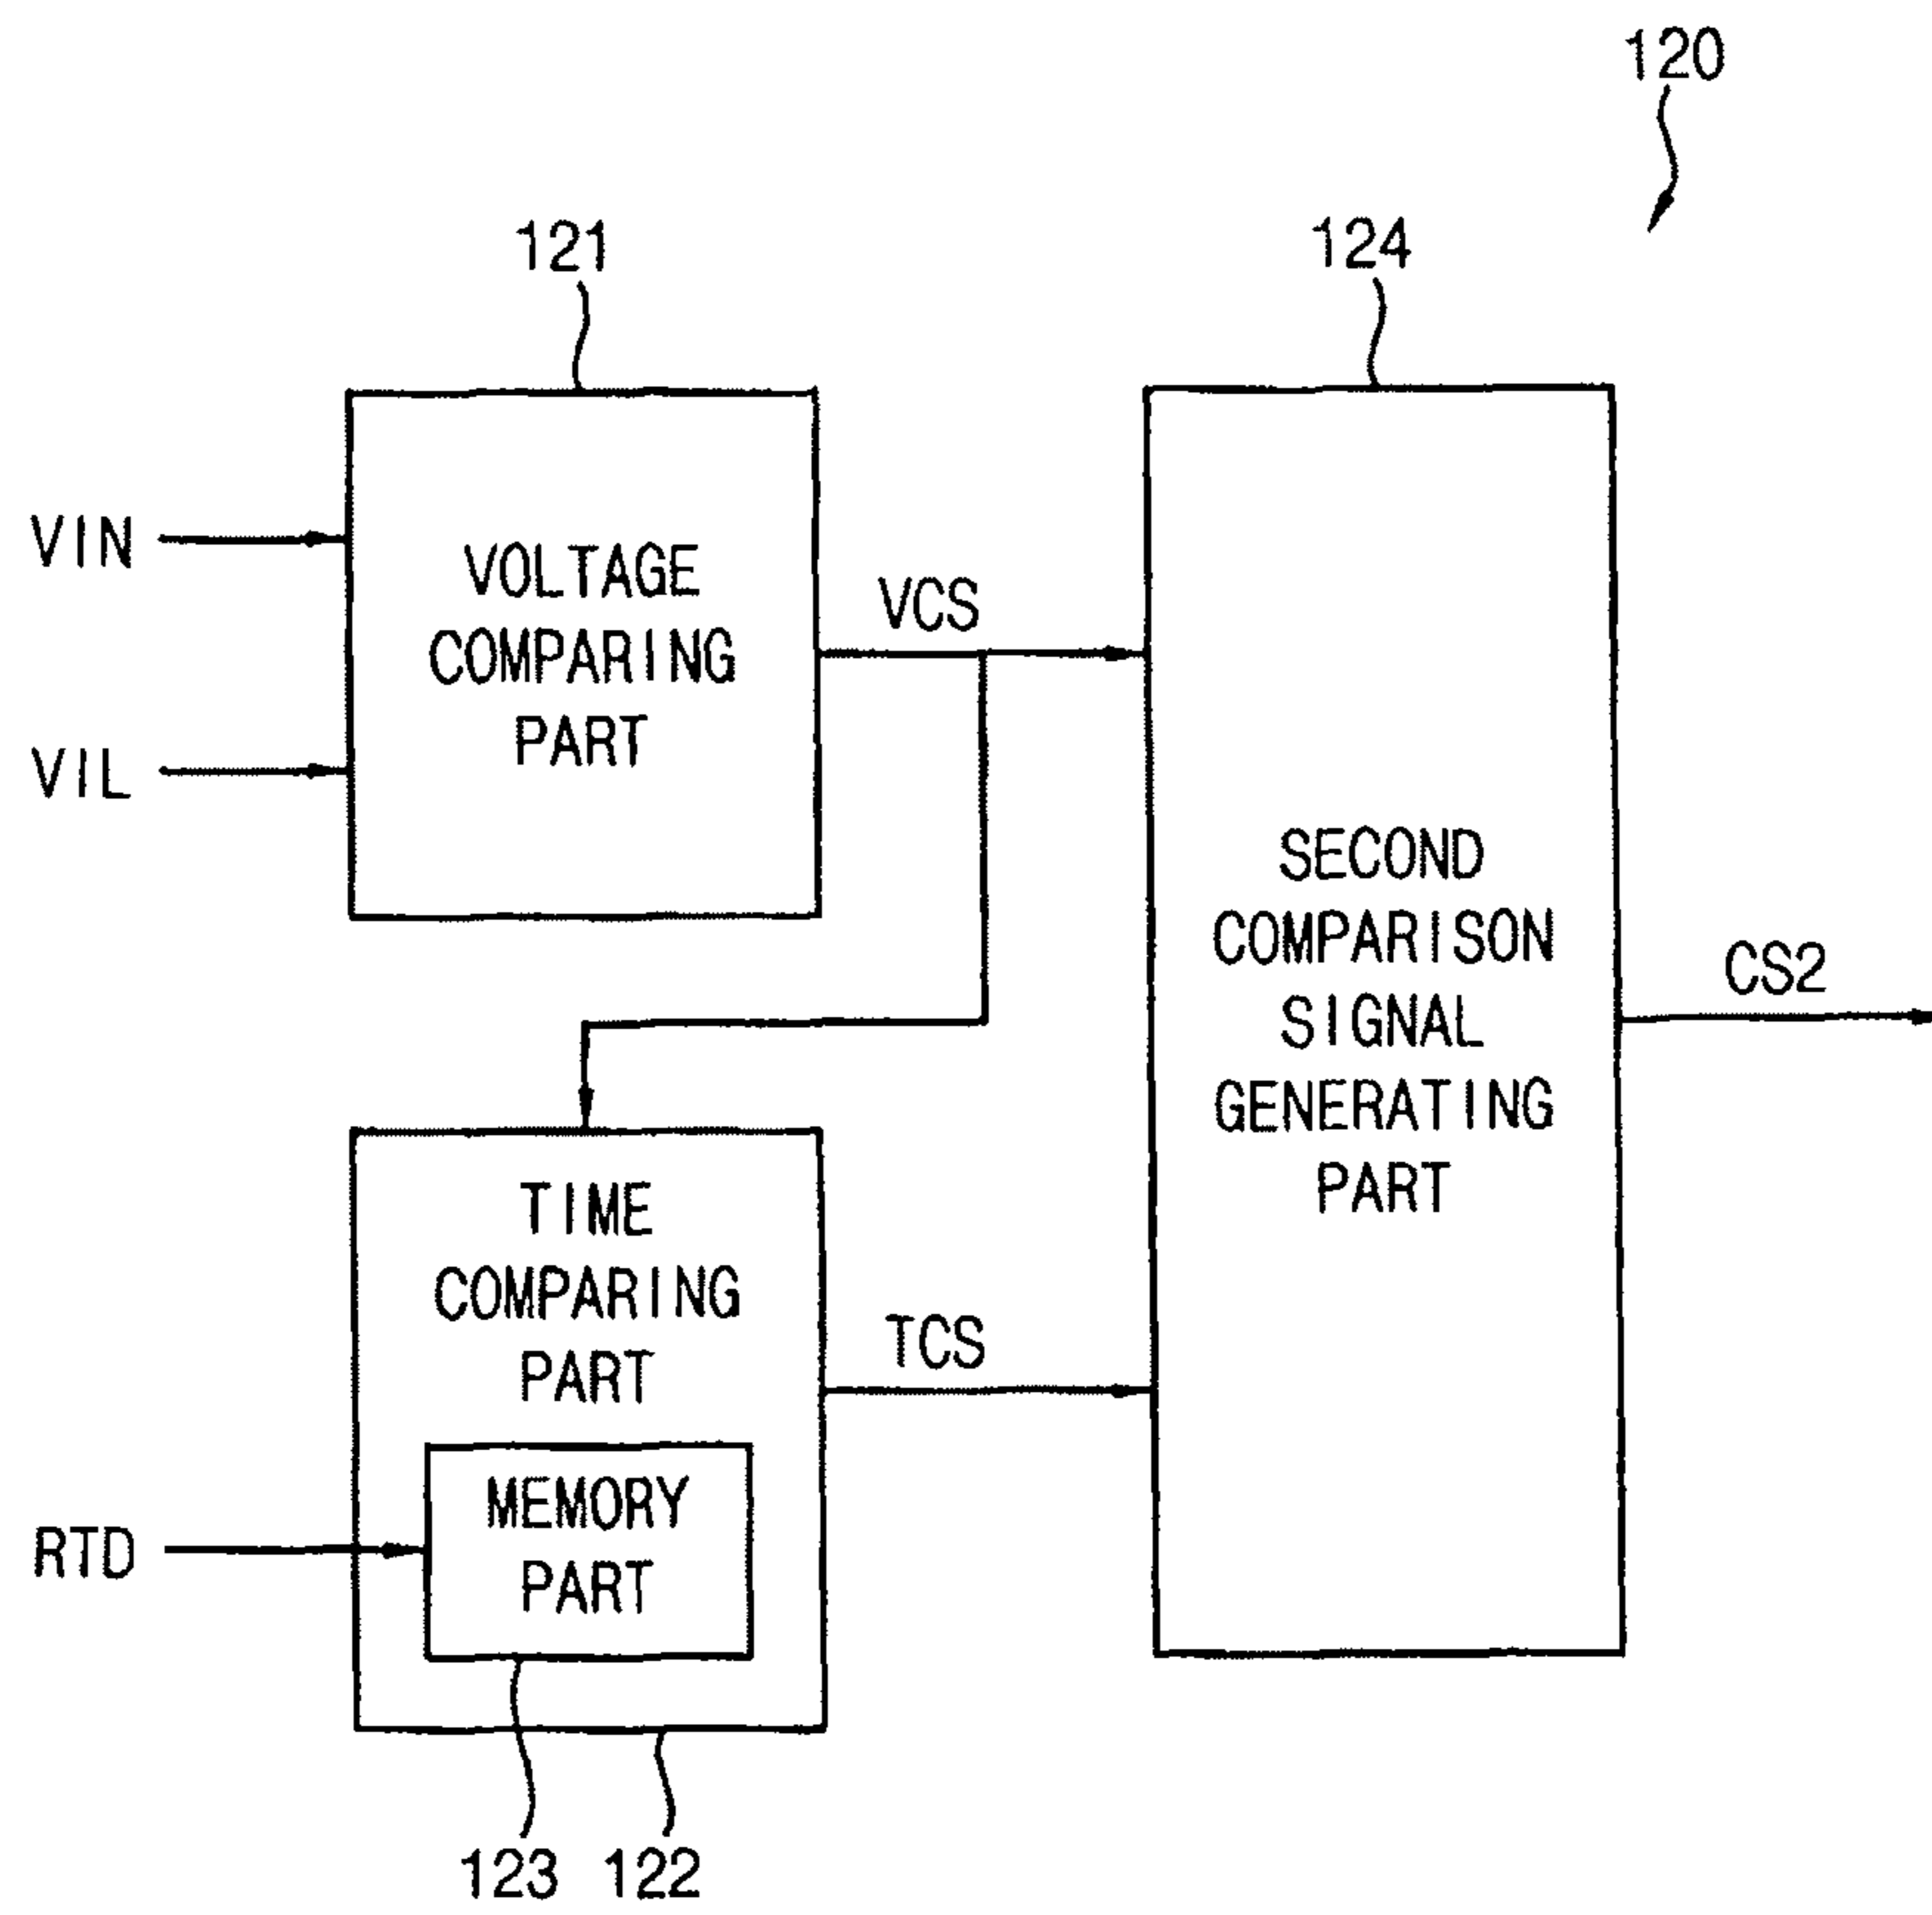 120
121
124
VIN
VIL
VOLTAGE
COMPARING
PART
VCS
SECOND
COMPARISON
SIGNAL
GENERATING
PART
CS2
TIME
COMPARING
PART
TCS
RTD
MEMORY
PART
123
122